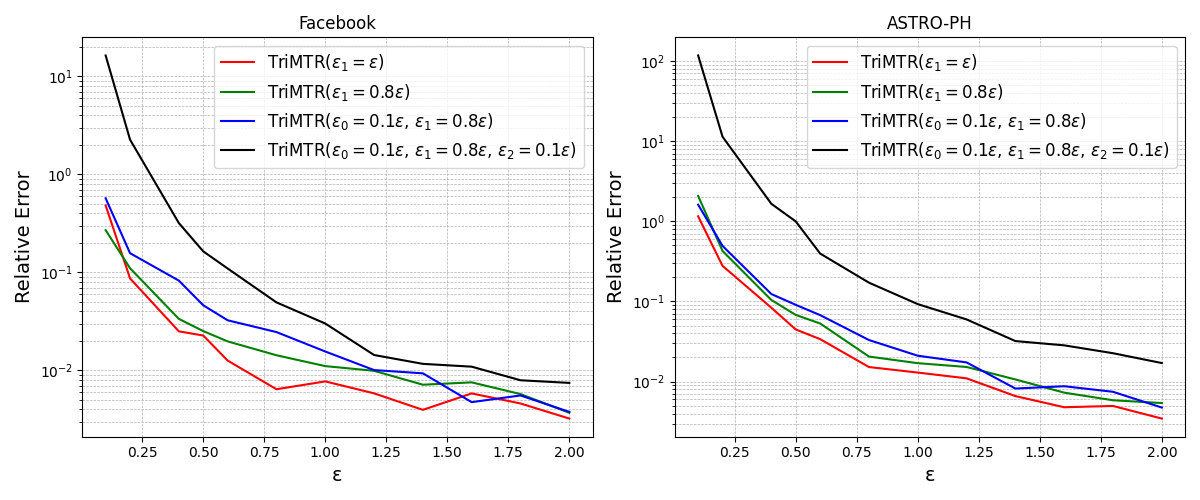 Facebook
TriMTR(ε₁ = ε)
TriMTR(ε₁ = 0.8ε)
TriMTR(ε₀ = 0.1ε, ε₁ = 0.8ε)
TriMTR(ε₀ = 0.1ε, ε₁ = 0.8ε, ε₂ = 0.1ε)
Relative Error
10¹
10⁰
10⁻¹
10⁻²
0.25 0.50 0.75 1.00 1.25 1.50 1.75 2.00
ε
ASTRO-PH
TriMTR(ε₁ = ε)
TriMTR(ε₁ = 0.8ε)
TriMTR(ε₀ = 0.1ε, ε₁ = 0.8ε)
TriMTR(ε₀ = 0.1ε, ε₁ = 0.8ε, ε₂ = 0.1ε)
Relative Error
10²
10¹
10⁰
10⁻¹
10⁻²
0.25 0.50 0.75 1.00 1.25 1.50 1.75 2.00
ε